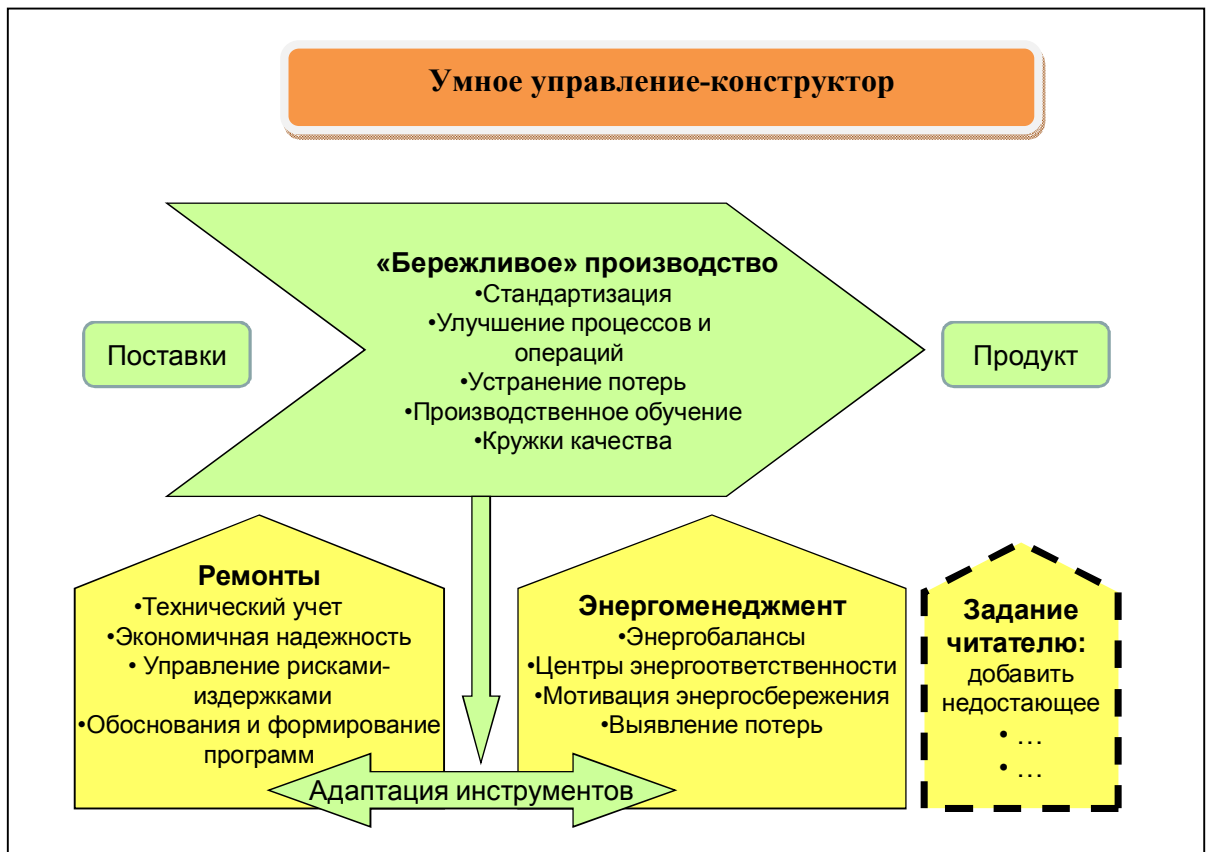 Умное управление-конструктор
«Бережливое» производство
•Стандартизация
•Улучшение процессов и
операций
•Устранение потерь
•Производственное обучение
•Кружки качества
Поставки
Продукт
Ремонты
•Технический учет
•Экономичная надежность
• Управление рисками-
издержками
•Обоснования и формирование
программ
Энергоменеджмент
•Энергобалансы
•Центры энергоответственности
•Мотивация энергосбережения
•Выявление потерь
Задание
читателю:
добавить
недостающее
• …
• …
Адаптация инструментов